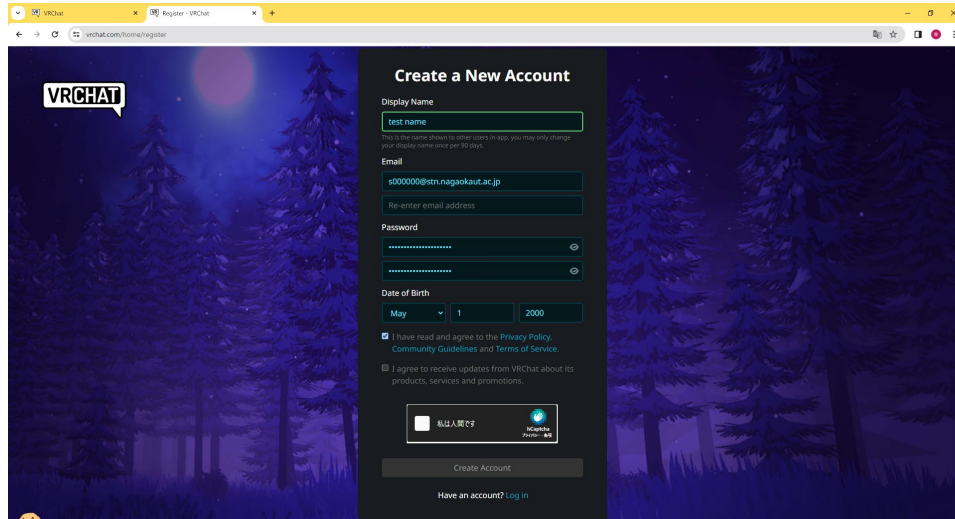 VRChat
Register - VRChat
vrchat.com/home/register
VRCHAT
Create a New Account
Display Name
test name
This is the name shown to other users in-app, you may only change
your display name once per 90 days.
Email
s000000@stn.nagaokaut.ac.jp
Re-enter email address
Password
Date of Birth
May 1 2000
I have read and agree to the Privacy Policy,
Community Guidelines and Terms of Service.
I agree to receive updates from VRChat about its
products, services and promotions.
私は人間です
hCaptcha
Create Account
Have an account? Log in